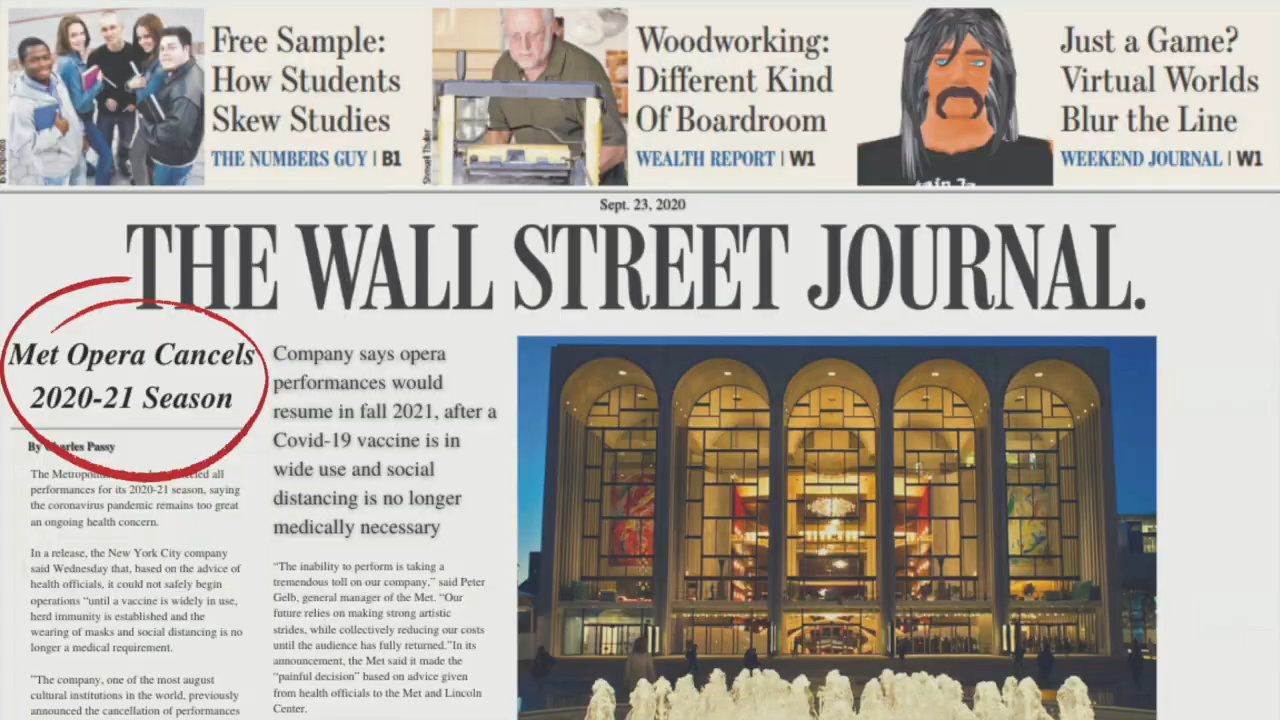 Free Sample:
How Students
Skew Studies
THE NUMBERS GUY | B1
Woodworking:
Different Kind
Of Boardroom
WEALTH REPORT | W1
Just a Game?
Virtual Worlds
Blur the Line
WEEKEND JOURNAL | W1
Sept. 23, 2020
THE WALL STREET JOURNAL.
Met Opera Cancels
2020-21 Season
By Charles Passy
The all
performances for its 2020-21 season, saying
the coronavirus pandemic remains too great
an ongoing health concern.
In a release, the New York City company
said Wednesday that, based on the advice of
health officials, it could not safely begin
operations “until a vaccine is widely in use,
herd immunity is established and the
wearing of masks and social distancing is no
longer a medical requirement.
"The company, one of the most august
cultural institutions in the world, previously
announced the cancellation of performances
Company says opera
performances would
resume in fall 2021, after a
Covid-19 vaccine is in
wide use and social
distancing is no longer
medically necessary
“The inability to perform is taking a
tremendous toll on our company,” said Peter
Gelb, general manager of the Met. “Our
future relies on making strong artistic
strides, while collectively reducing our costs
until the audience has fully returned.”In its
announcement, the Met said it made the
“painful decision” based on advice given
from health officials to the Met and Lincoln
Center.